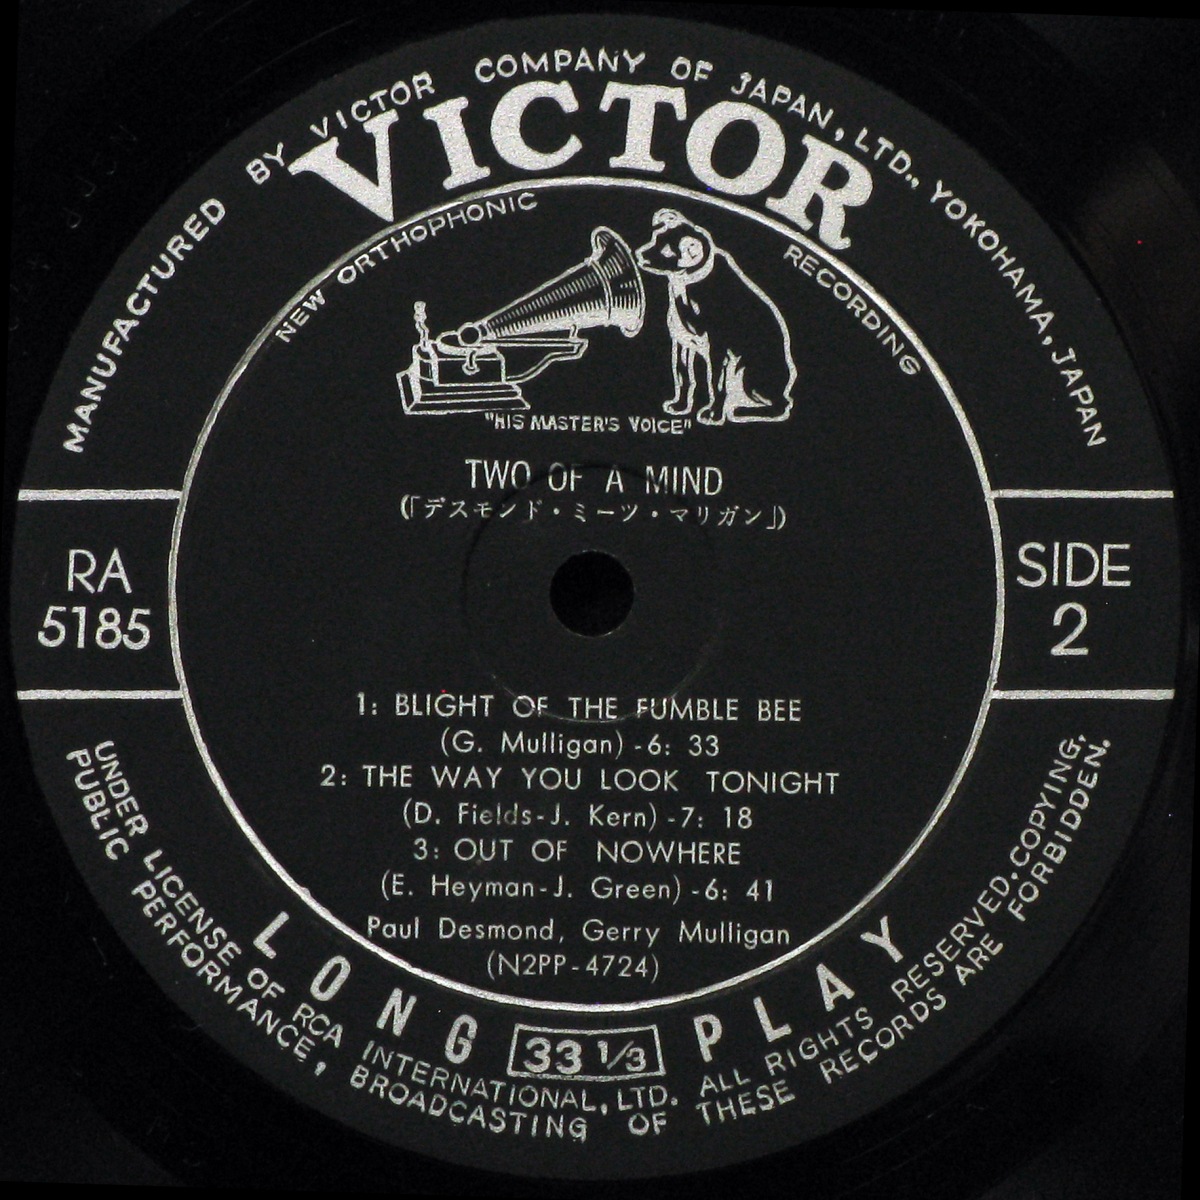 MANUFACTURED BY VICTOR COMPANY OF JAPAN, LTD., YOKOHAMA, JAPAN
VICTOR
NEW ORTHOPHONIC RECORDING
"HIS MASTER'S VOICE"
TWO OF A MIND
(「デスモンド・ミーツ・マリガン」)
RA
5185
SIDE
2
1: BLIGHT OF THE FUMBLE BEE
(G. Mulligan) - 6: 33
2: THE WAY YOU LOOK TONIGHT
(D. Fields-J. Kern) - 7: 18
3: OUT OF NOWHERE
(E. Heyman-J. Green) - 6: 41
Paul Desmond, Gerry Mulligan
(N2PP-4724)
LONG 33 1/3 PLAY
UNDER LICENSE OF RCA INTERNATIONAL, LTD. ALL RIGHTS RESERVED. COPYING,
PUBLIC PERFORMANCE, BROADCASTING OF THESE RECORDS ARE FORBIDDEN.